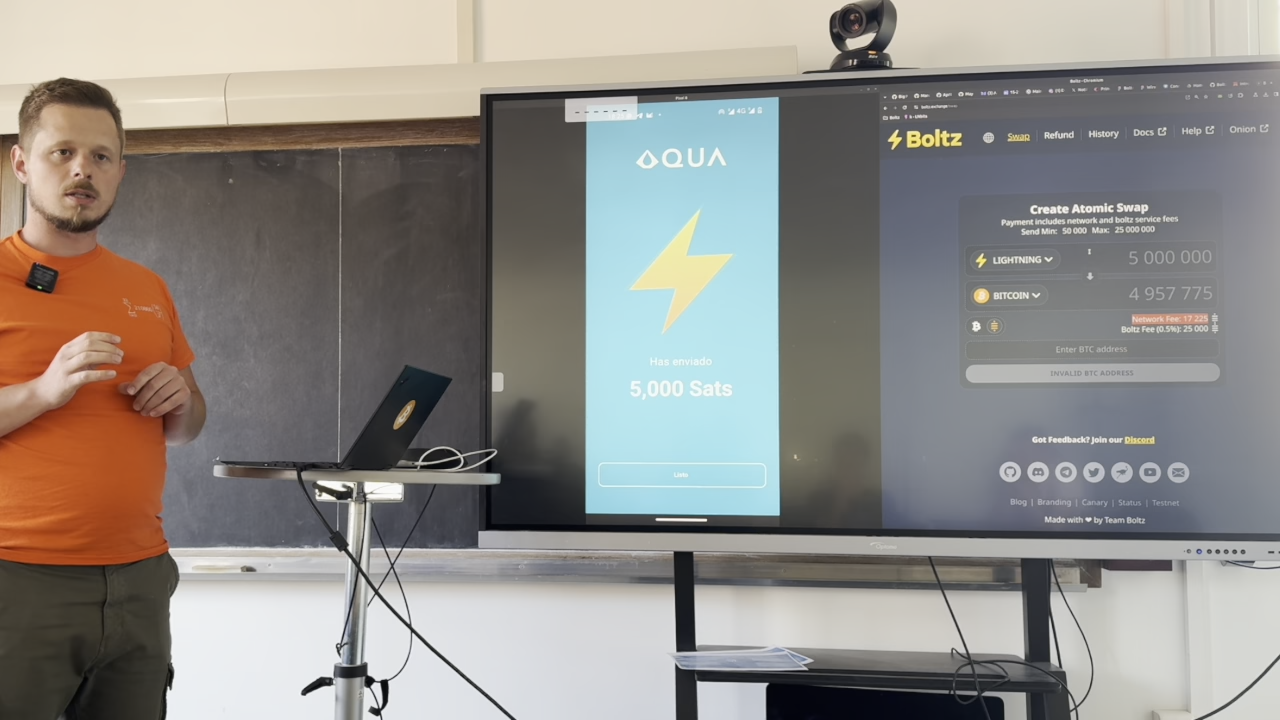 AQUA
Has enviado
5,000 Sats
Listo
Boltz - Chromium
Boltz
Swap
Refund
History
Docs
Help
Onion
Create Atomic Swap
Payment includes network and boltz service fees
Send Min: 50 000 Max: 25 000 000
LIGHTNING
5 000 000
BITCOIN
4 957 775
Network Fee: 17 225
Boltz Fee (0.5%): 25 000
Enter BTC address
INVALID BTC ADDRESS
Got Feedback? Join our Discord
Blog | Branding | Canary | Status | Testnet
Made with ❤ by Team Boltz